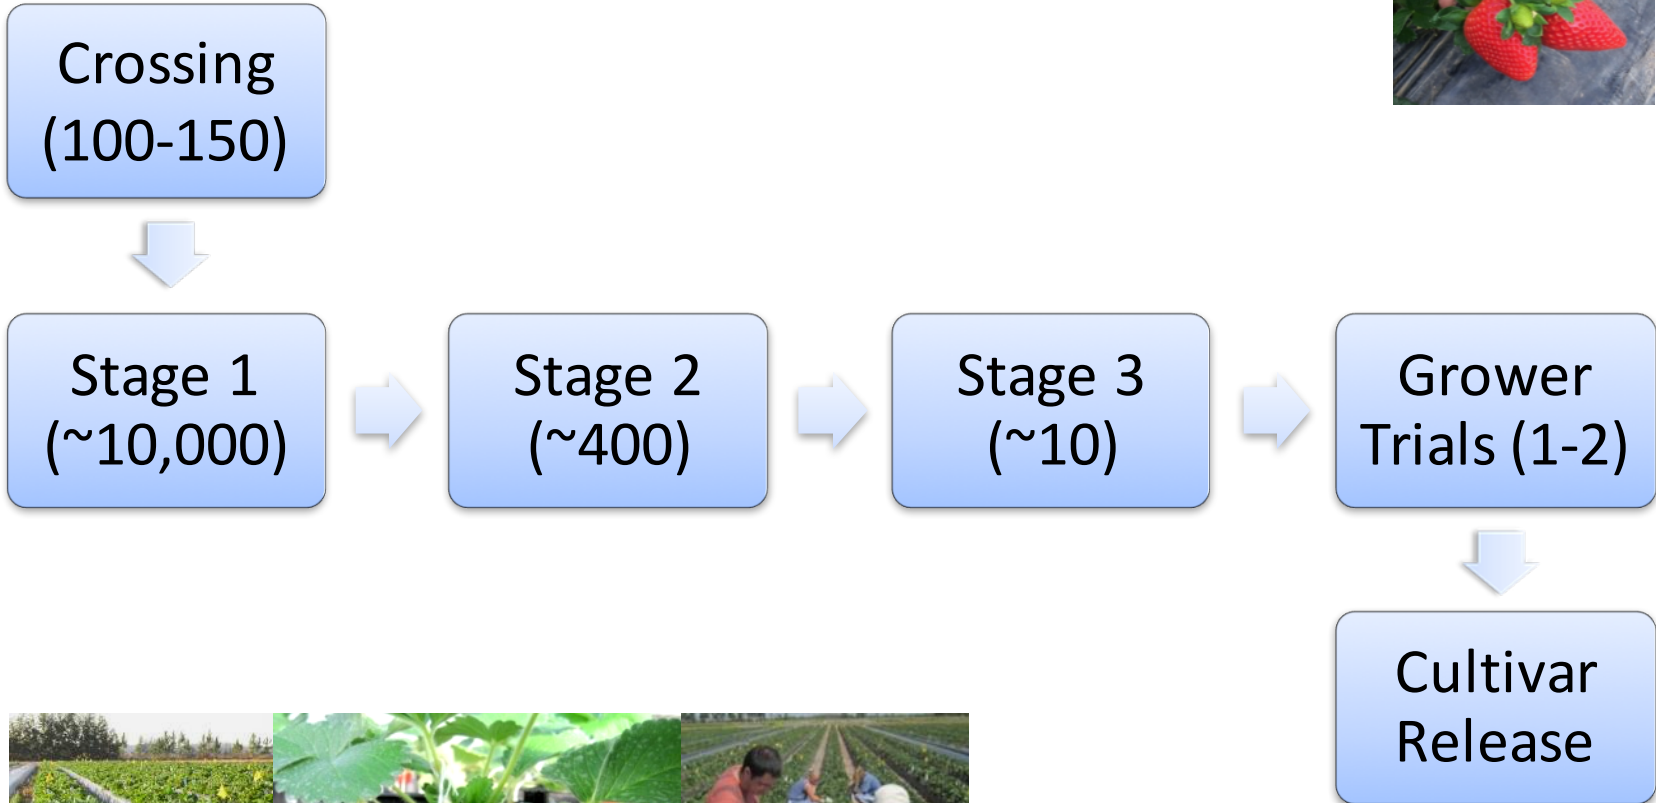 Crossing
(100-150)
Stage 1
(~10,000)
Stage 2
(~400)
Stage 3
(~10)
Grower
Trials (1-2)
Cultivar
Release